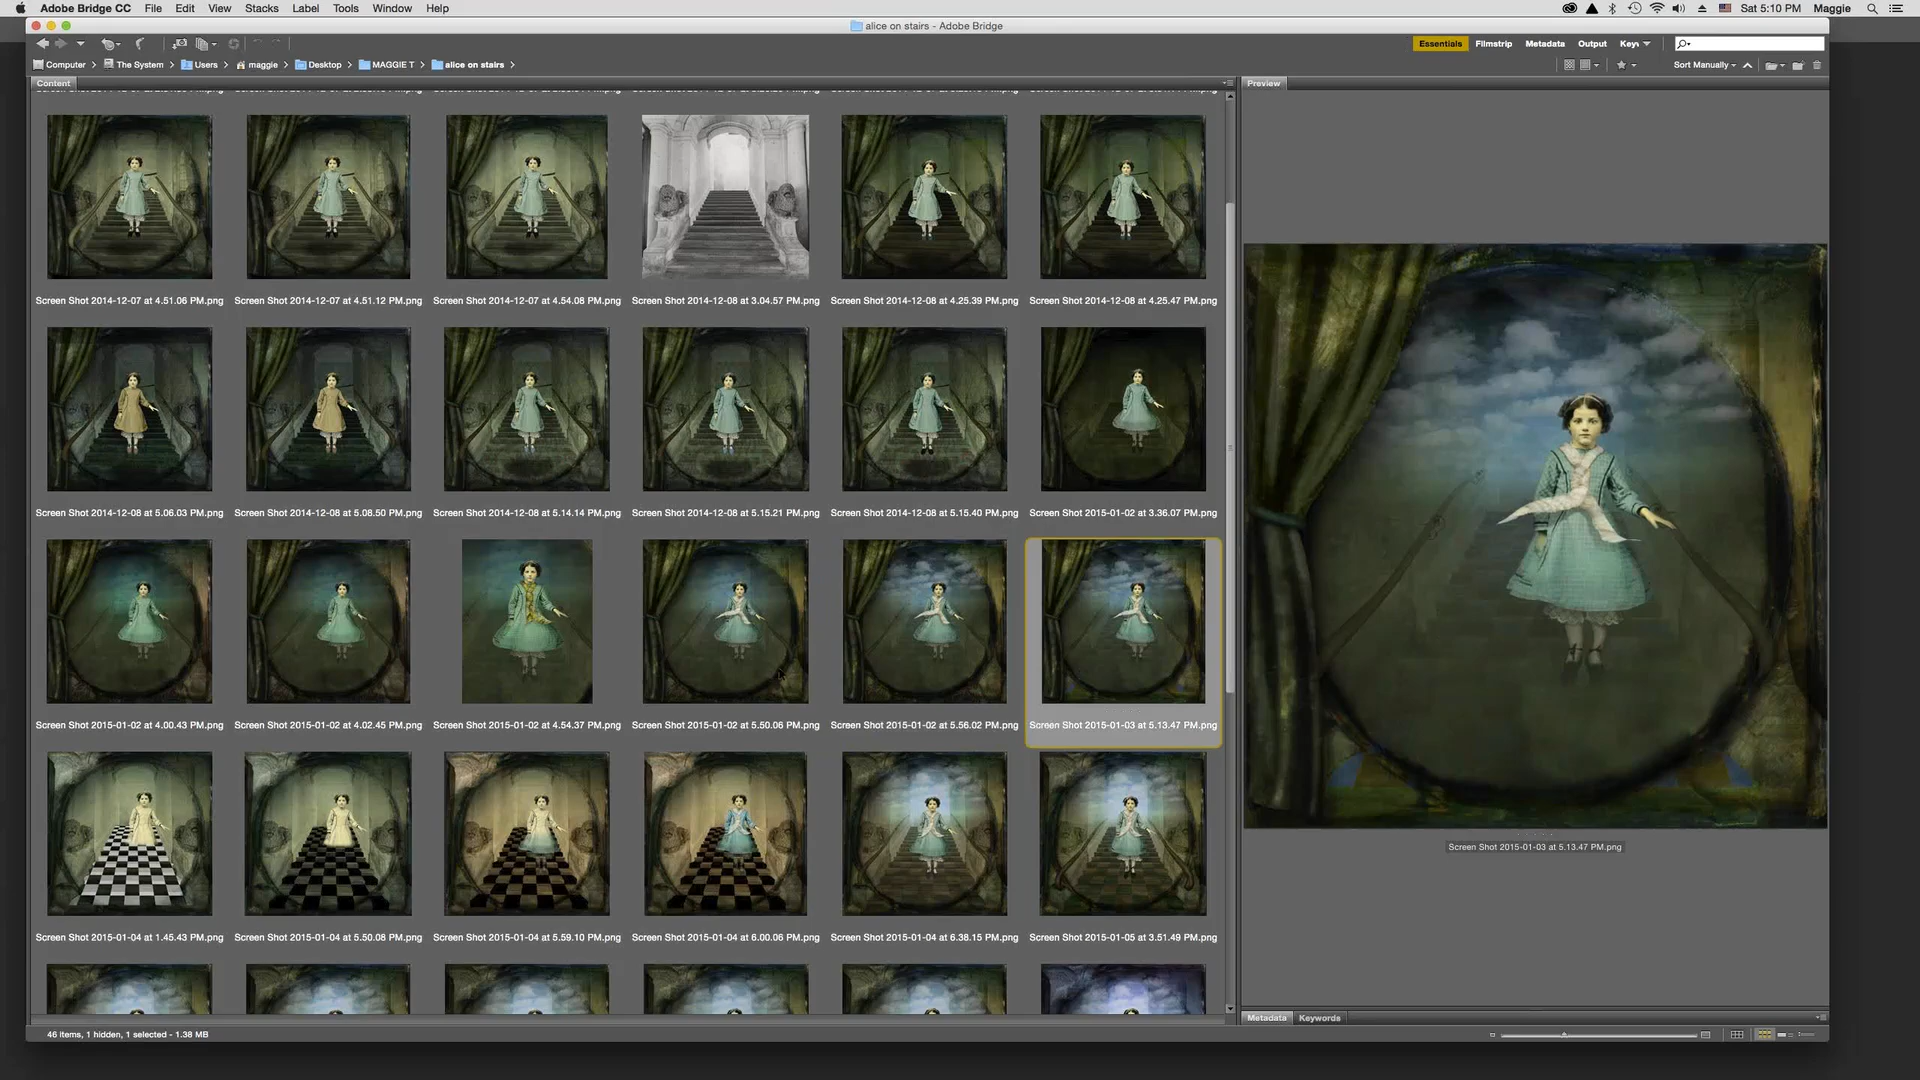 Adobe Bridge CC File Edit View Stacks Label Tools Window Help Sat 5:10 PM Maggie
alice on stairs - Adobe Bridge
Essentials Filmstrip Metadata Output Key
Computer The System Users maggie Desktop MAGGIE T alice on stairs Sort Manually
Content Preview
Screen Shot 2014-12-07 at 4.51.06 PM.png Screen Shot 2014-12-07 at 4.51.12 PM.png Screen Shot 2014-12-07 at 4.54.08 PM.png Screen Shot 2014-12-08 at 3.04.57 PM.png Screen Shot 2014-12-08 at 4.25.39 PM.png Screen Shot 2014-12-08 at 4.25.47 PM.png
Screen Shot 2014-12-08 at 5.06.03 PM.png Screen Shot 2014-12-08 at 5.08.50 PM.png Screen Shot 2014-12-08 at 5.14.14 PM.png Screen Shot 2014-12-08 at 5.15.21 PM.png Screen Shot 2014-12-08 at 5.15.40 PM.png Screen Shot 2015-01-02 at 3.36.07 PM.png
Screen Shot 2015-01-02 at 4.00.43 PM.png Screen Shot 2015-01-02 at 4.02.45 PM.png Screen Shot 2015-01-02 at 4.54.37 PM.png Screen Shot 2015-01-02 at 5.50.06 PM.png Screen Shot 2015-01-02 at 5.56.02 PM.png Screen Shot 2015-01-03 at 5.13.47 PM.png
Screen Shot 2015-01-04 at 1.45.43 PM.png Screen Shot 2015-01-04 at 5.50.08 PM.png Screen Shot 2015-01-04 at 5.59.10 PM.png Screen Shot 2015-01-04 at 6.00.06 PM.png Screen Shot 2015-01-04 at 6.38.15 PM.png Screen Shot 2015-01-05 at 3.51.49 PM.png
Screen Shot 2015-01-03 at 5.13.47 PM.png
Metadata Keywords
46 items, 1 hidden, 1 selected - 1.38 MB